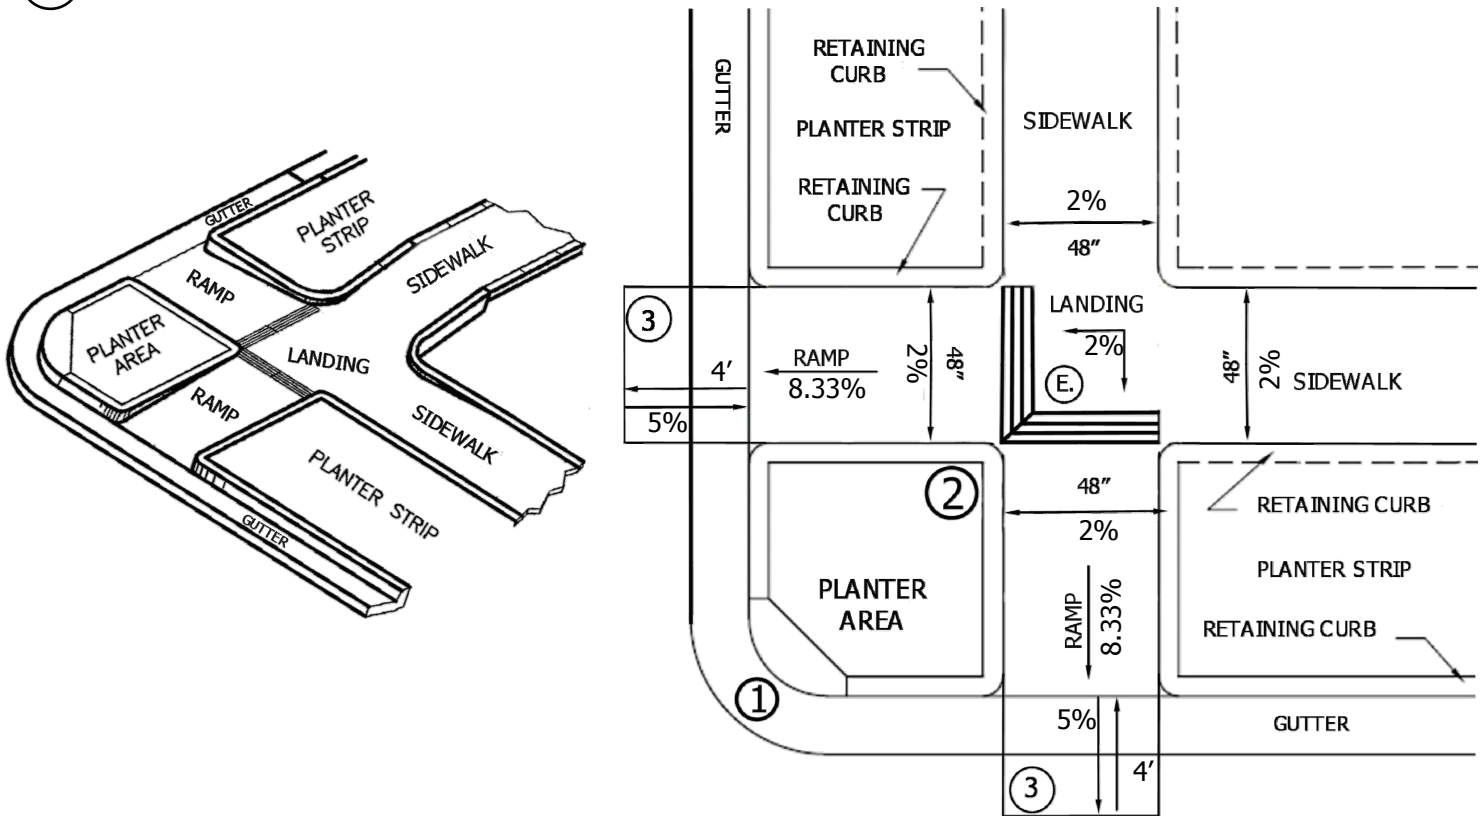 GUTTER
PLANTER
STRIP
SIDEWALK
RAMP
PLANTER
AREA
LANDING
RAMP
SIDEWALK
PLANTER STRIP
GUTTER
GUTTER
RETAINING
CURB
PLANTER STRIP
SIDEWALK
RETAINING
CURB
2%
48"
3
4'
5%
RAMP
8.33%
48"
2%
LANDING
2%
E.
48"
2%
SIDEWALK
2
48"
2%
RETAINING CURB
PLANTER
AREA
RAMP
8.33%
PLANTER STRIP
RETAINING CURB
1
5%
4'
3
GUTTER